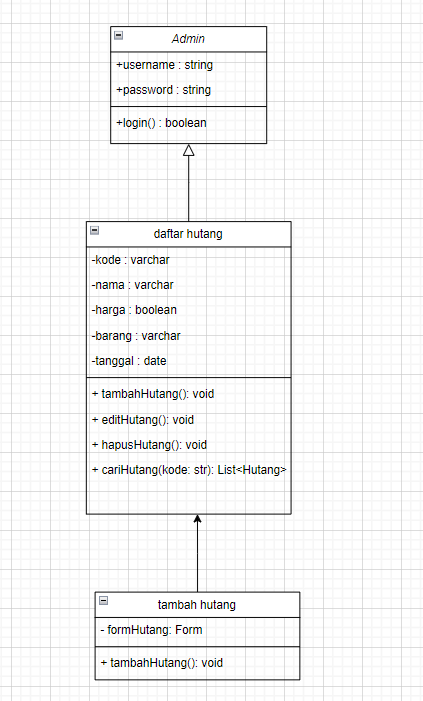 Admin
+username : string
+password : string
+login() : boolean
daftar hutang
-kode : varchar
-nama : varchar
-harga : boolean
-barang : varchar
-tanggal : date
+ tambahHutang(): void
+ editHutang(): void
+ hapusHutang(): void
+ cariHutang(kode: str): List<Hutang>
tambah hutang
- formHutang: Form
+ tambahHutang(): void